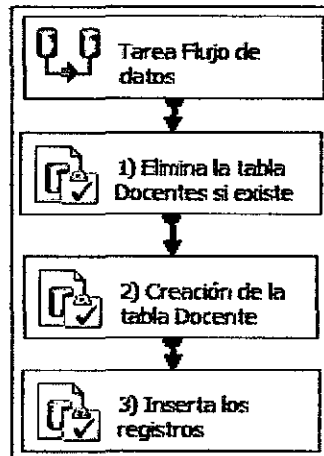 Tarea Flujo de
datos
1) Elimina la tabla
Docentes si existe
2) Creación de la
tabla Docente
3) Inserta los
registros